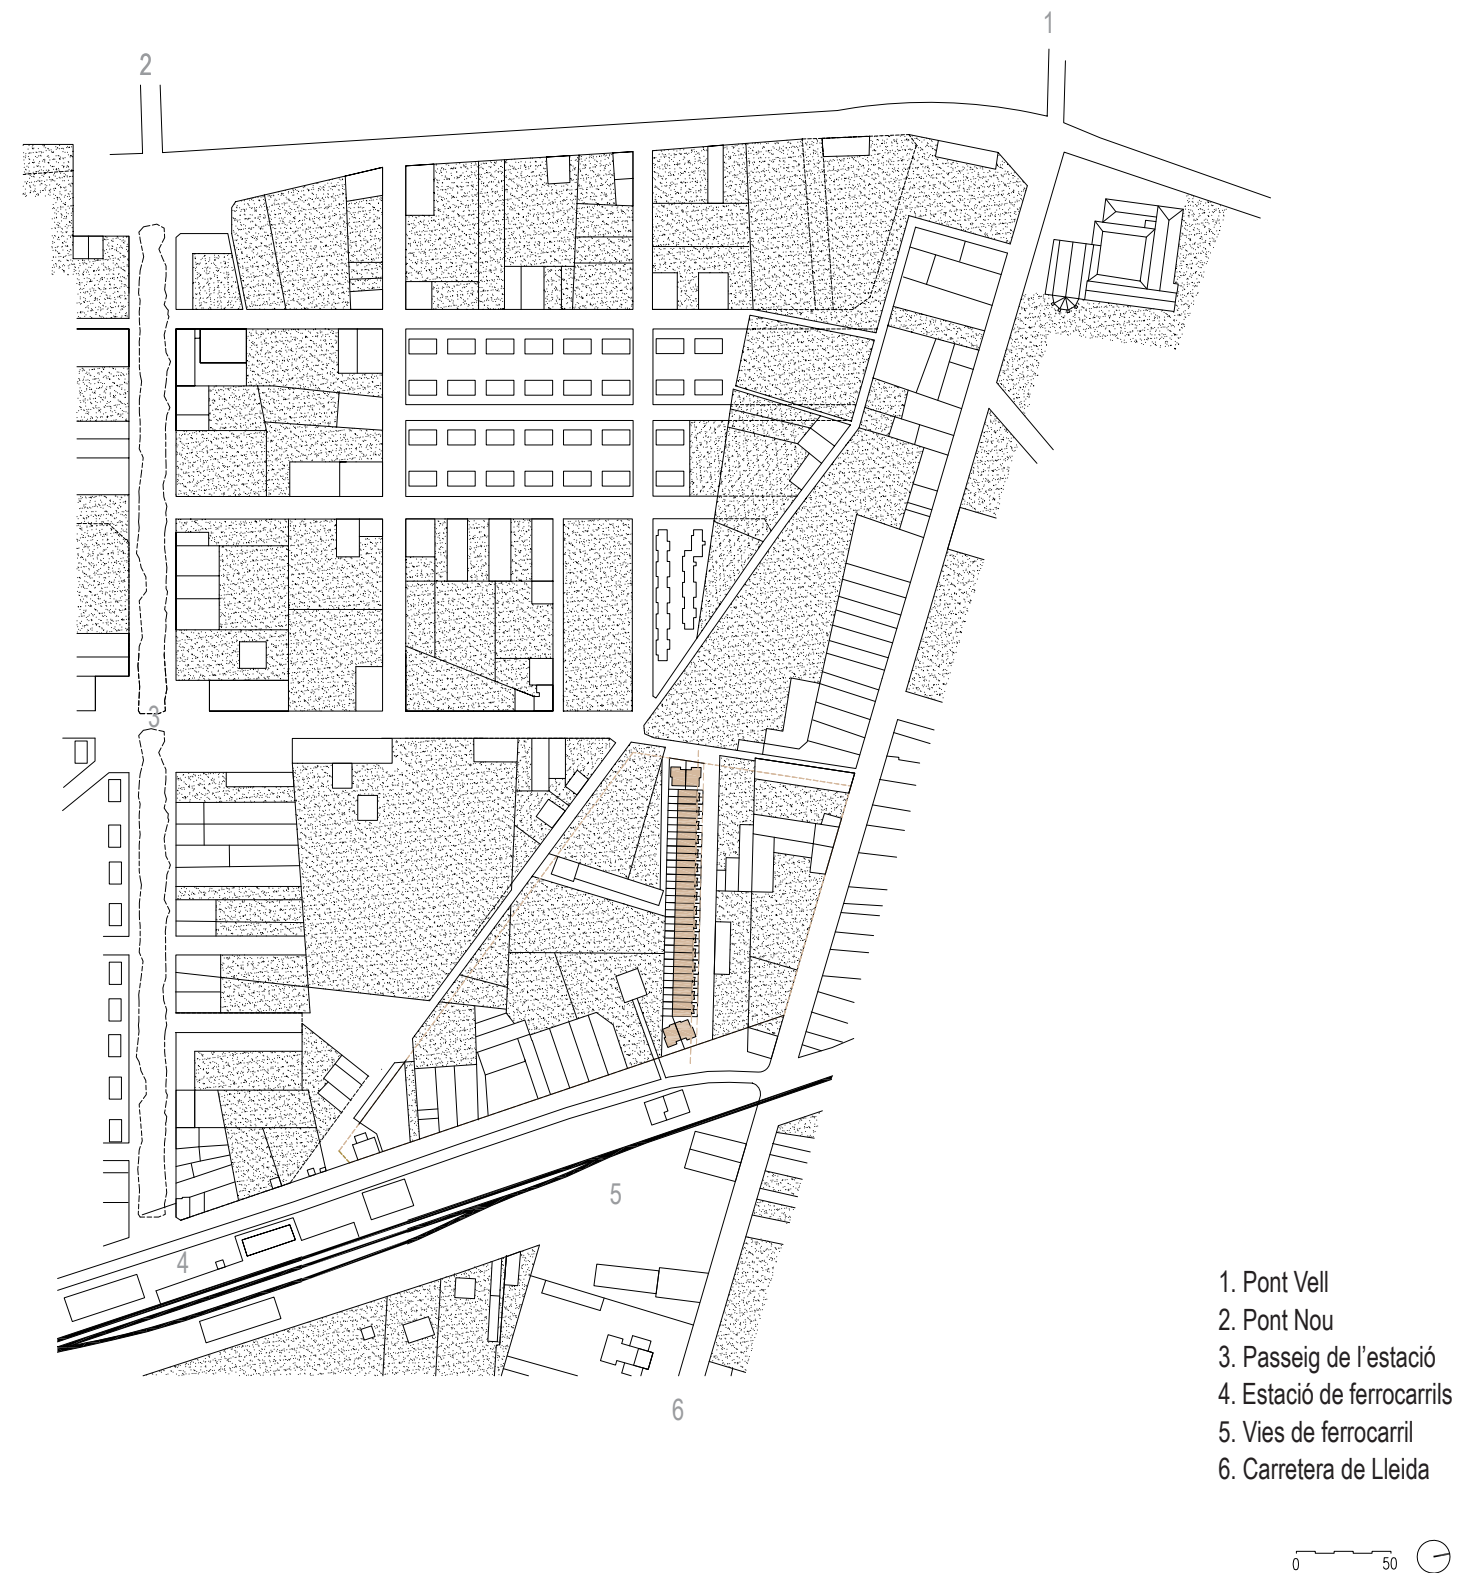 1
2
3
5
4
6
1. Pont Vell
2. Pont Nou
3. Passeig de l'estació
4. Estació de ferrocarrils
5. Vies de ferrocarril
6. Carretera de Lleida
0 50